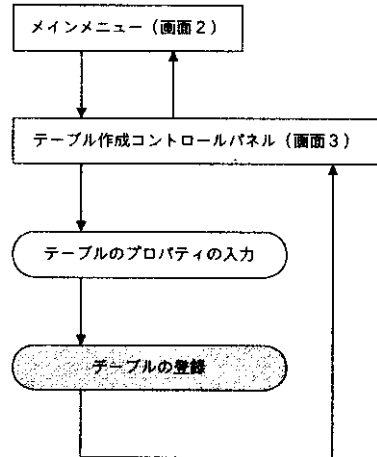 メインメニュー（画面２）
テーブル作成コントロールパネル（画面３）
テーブルのプロパティの入力
テーブルの登録